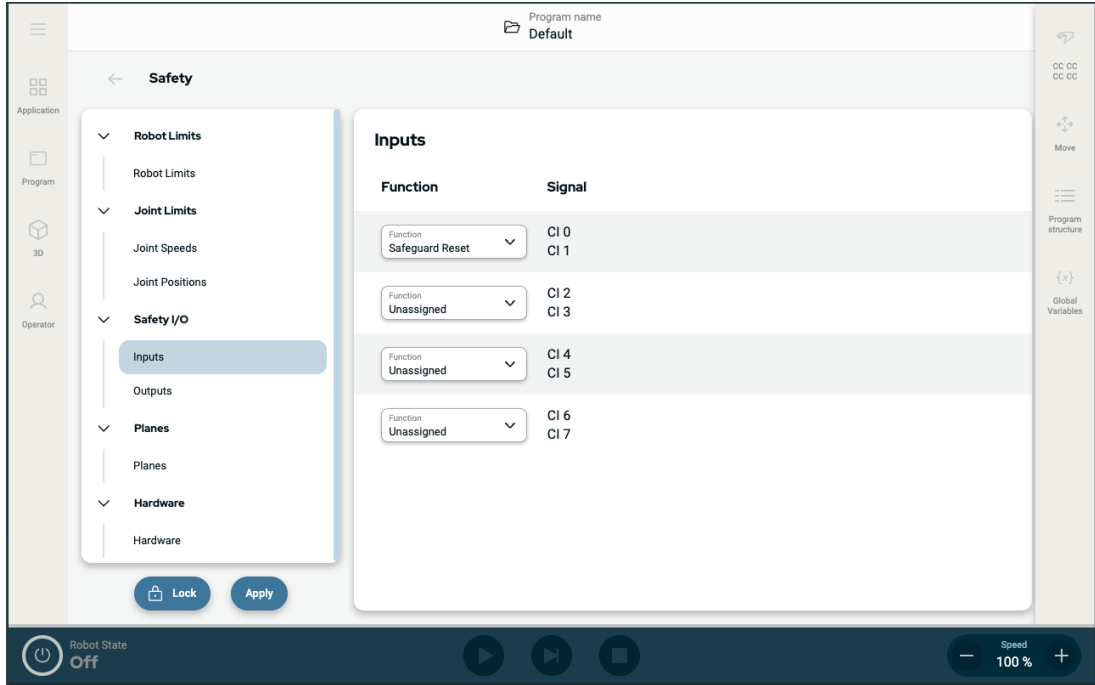 Program name
Default
Application
Program
3D
Operator
Safety
Robot Limits
Robot Limits
Joint Limits
Joint Speeds
Joint Positions
Safety I/O
Inputs
Outputs
Planes
Planes
Hardware
Hardware
Lock
Apply
Inputs
Function Signal
Function
Safeguard Reset
CI 0
CI 1
Function
Unassigned
CI 2
CI 3
Function
Unassigned
CI 4
CI 5
Function
Unassigned
CI 6
CI 7
CC CC
CC CC
Move
Program
structure
{x}
Global
Variables
Robot State
Off
Speed
100 %